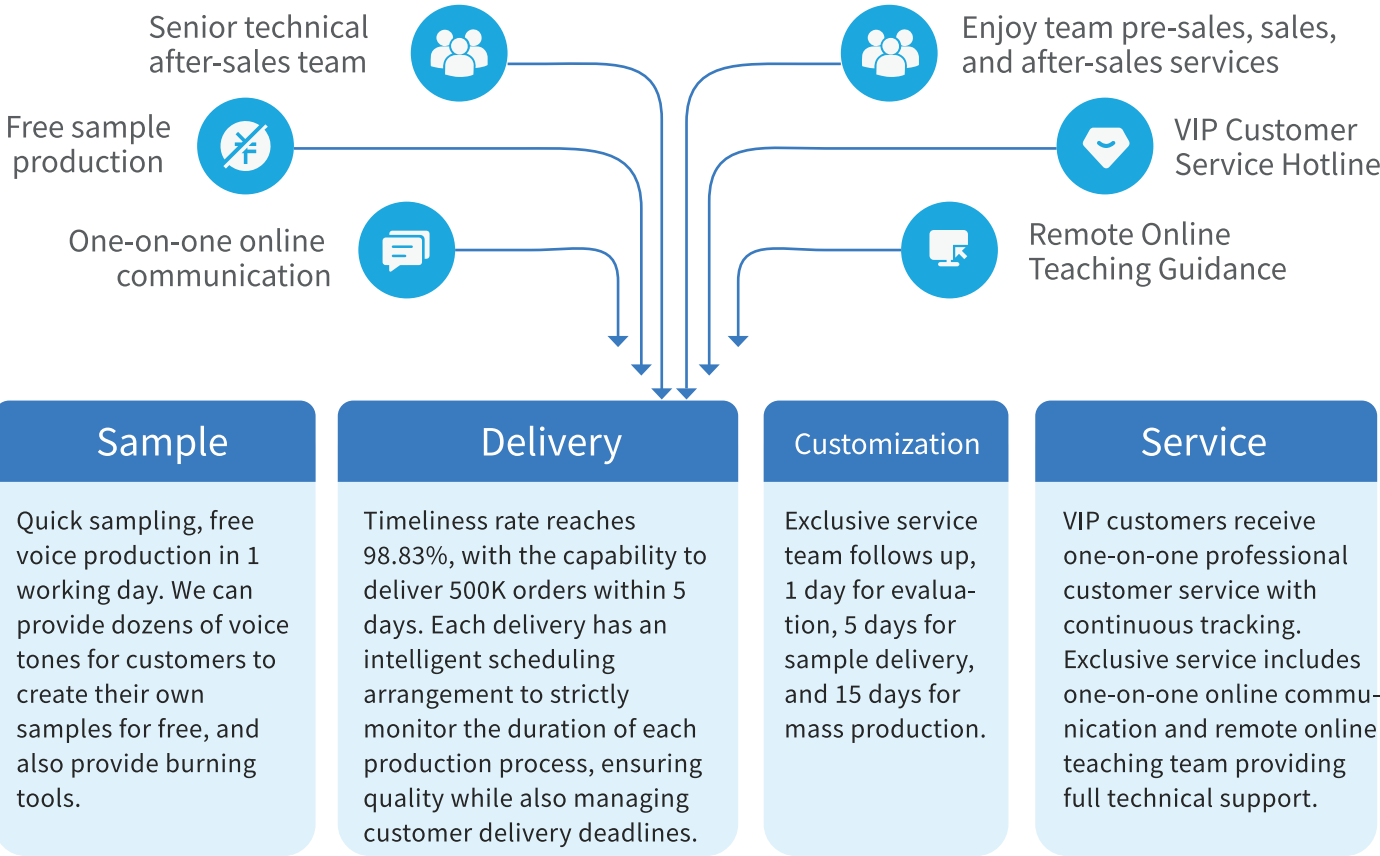 Senior technical
after-sales team
Enjoy team pre-sales, sales,
and after-sales services
Free sample
production
VIP Customer
Service Hotline
One-on-one online
communication
Remote Online
Teaching Guidance
Sample
Quick sampling, free
voice production in 1
working day. We can
provide dozens of voice
tones for customers to
create their own
samples for free, and
also provide burning
tools.
Delivery
Timeliness rate reaches
98.83%, with the capability to
deliver 500K orders within 5
days. Each delivery has an
intelligent scheduling
arrangement to strictly
monitor the duration of each
production process, ensuring
quality while also managing
customer delivery deadlines.
Customization
Exclusive service
team follows up,
1 day for evalua-
tion, 5 days for
sample delivery,
and 15 days for
mass production.
Service
VIP customers receive
one-on-one professional
customer service with
continuous tracking.
Exclusive service includes
one-on-one online commu-
nication and remote online
teaching team providing
full technical support.